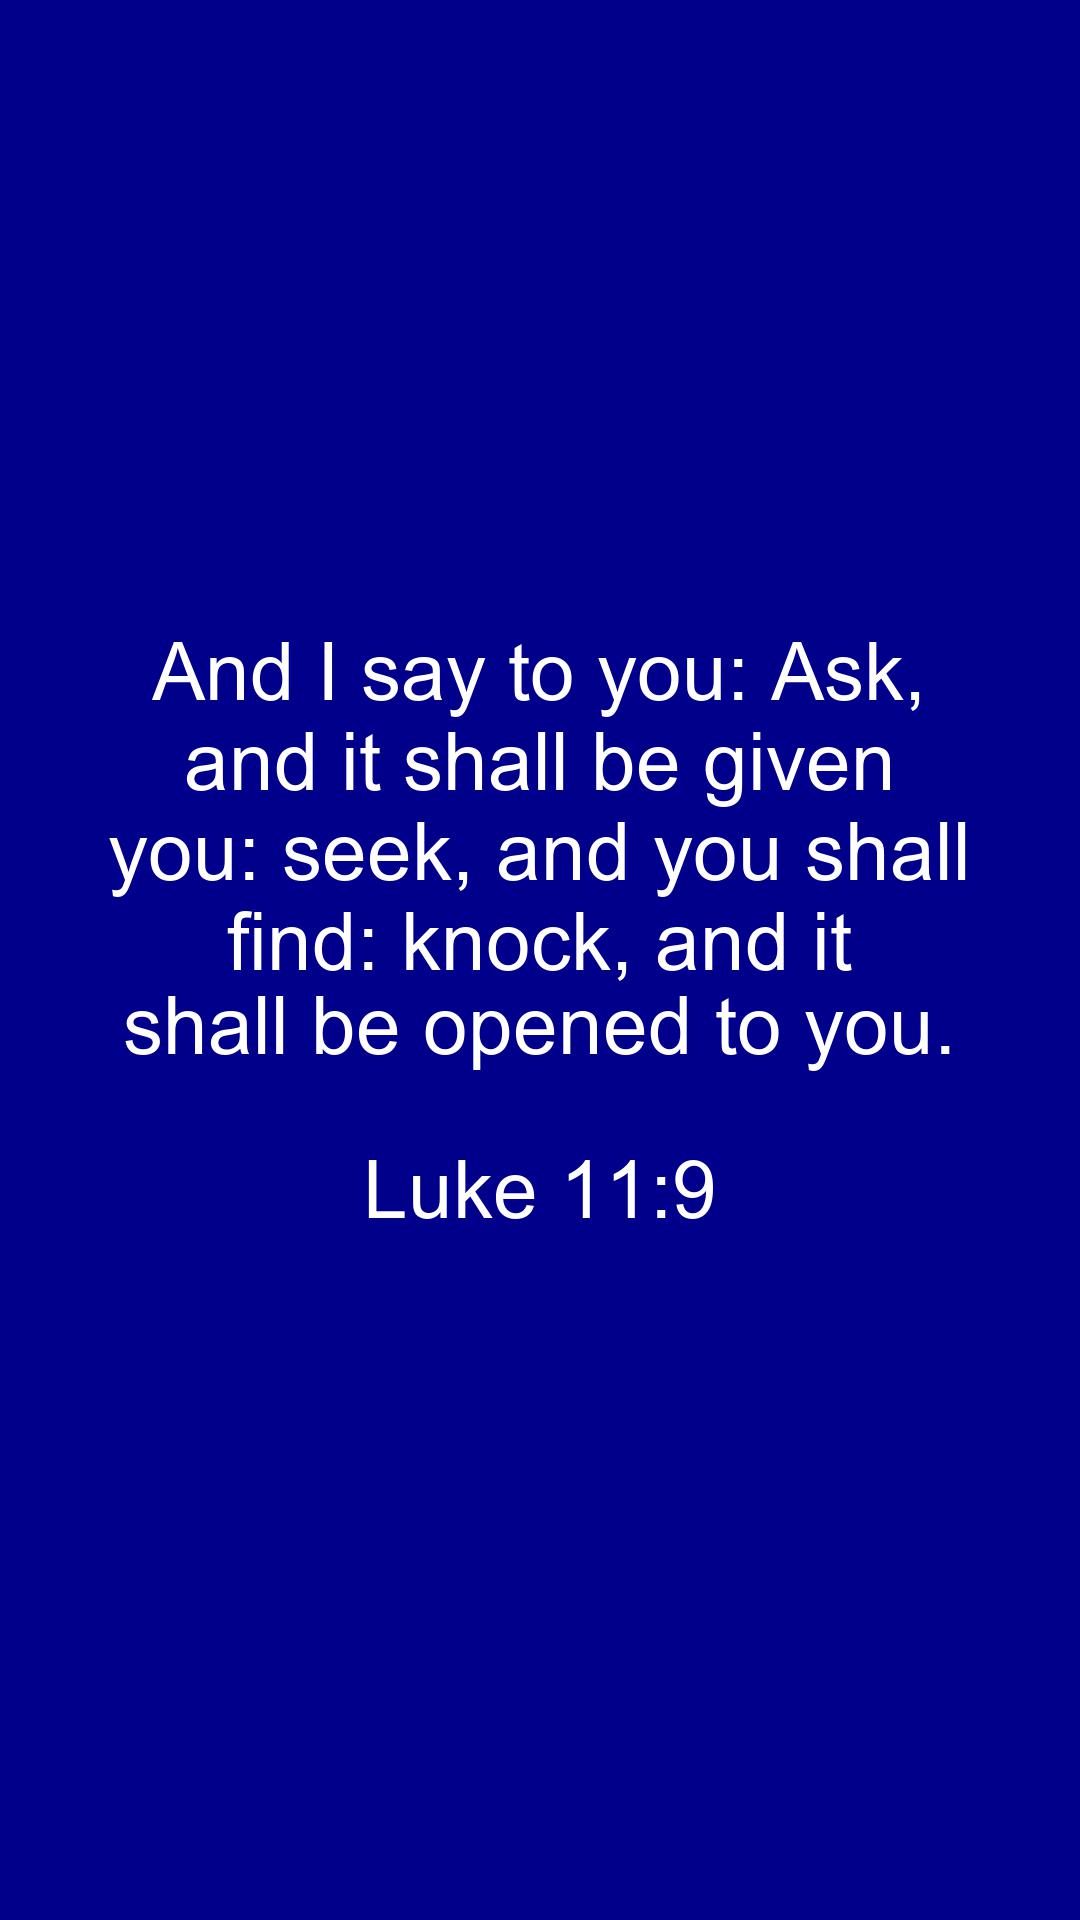 And I say to you: Ask,
and it shall be given
you: seek, and you shall
find: knock, and it
shall be opened to you.
Luke 11:9